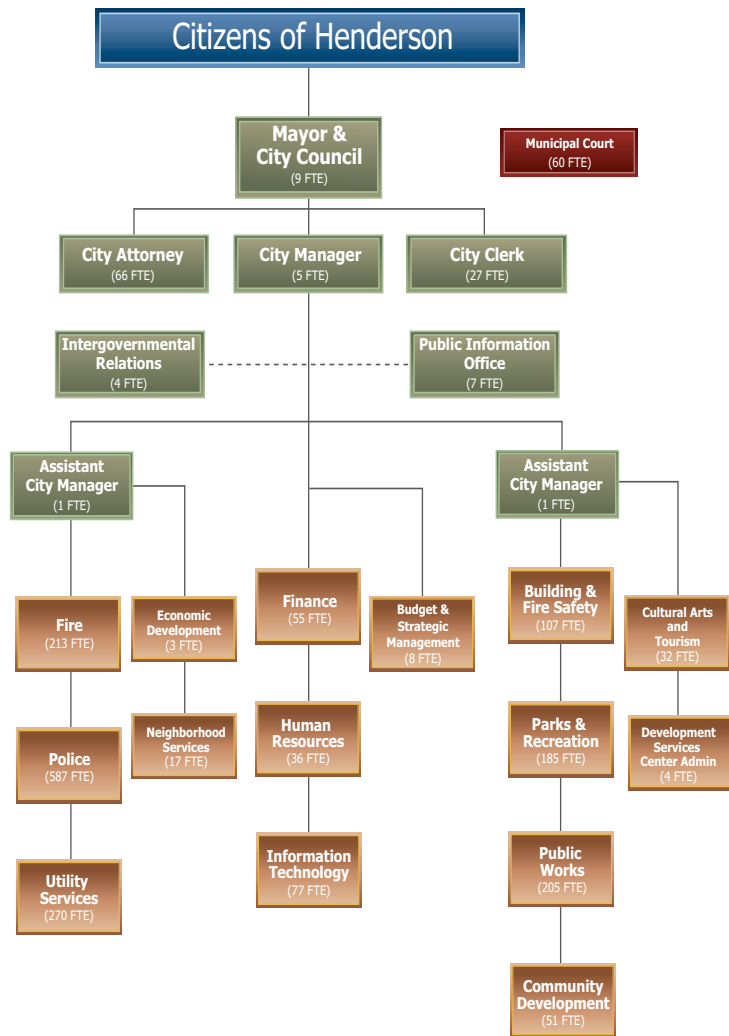 Citizens of Henderson
Mayor &
City Council
(9 FTE)
Municipal Court
(60 FTE)
City Attorney
(66 FTE)
City Manager
(5 FTE)
City Clerk
(27 FTE)
Intergovernmental
Relations
(4 FTE)
Public Information
Office
(7 FTE)
Assistant
City Manager
(1 FTE)
Assistant
City Manager
(1 FTE)
Fire
(213 FTE)
Economic
Development
(3 FTE)
Finance
(55 FTE)
Budget &
Strategic
Management
(8 FTE)
Building &
Fire Safety
(107 FTE)
Cultural Arts
and
Tourism
(32 FTE)
Police
(587 FTE)
Neighborhood
Services
(17 FTE)
Human
Resources
(36 FTE)
Parks &
Recreation
(185 FTE)
Development
Services
Center Admin
(4 FTE)
Utility
Services
(270 FTE)
Information
Technology
(77 FTE)
Public
Works
(205 FTE)
Community
Development
(51 FTE)